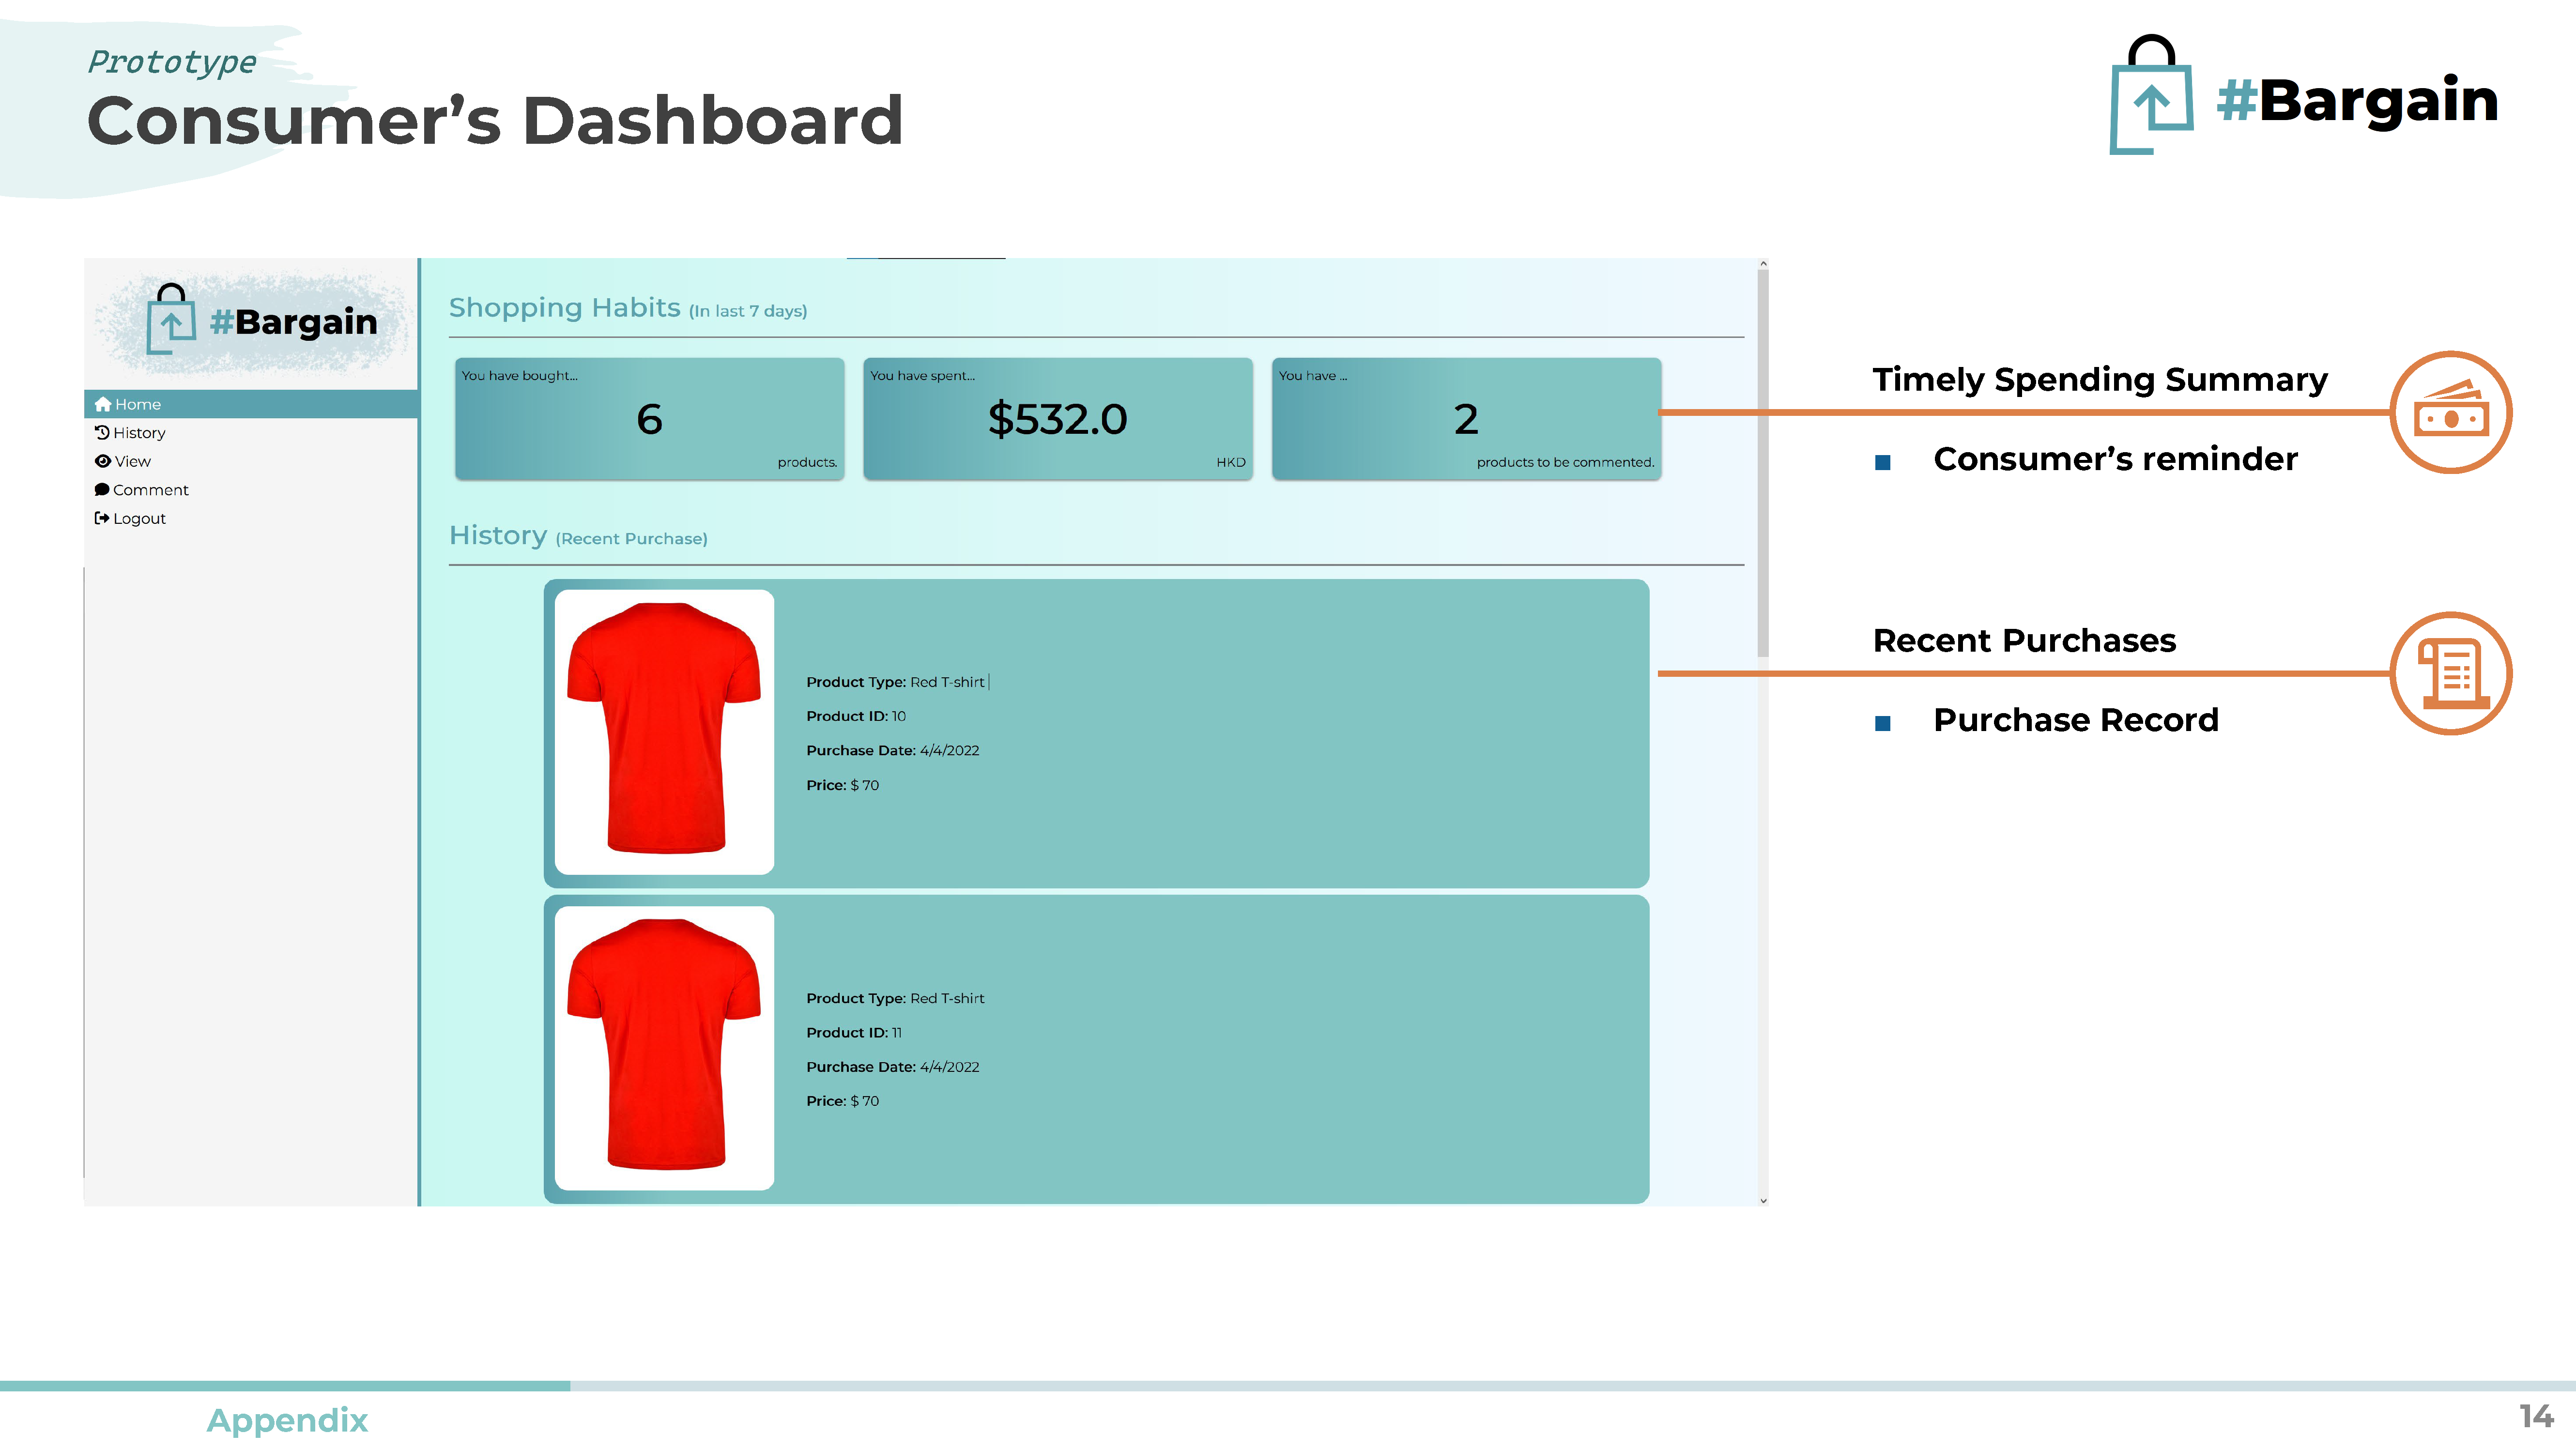 Prototype
Consumer's Dashboard
#Bargain
#Bargain
Home
History
View
Comment
Logout
Shopping Habits (In last 7 days)
You have bought...
6
products.
You have spent...
$532.0
HKD
You have ...
2
products to be commented.
History (Recent Purchase)
Product Type: Red T-shirt
Product ID: 10
Purchase Date: 4/4/2022
Price: $ 70
Product Type: Red T-shirt
Product ID: 11
Purchase Date: 4/4/2022
Price: $ 70
Timely Spending Summary
■ Consumer's reminder
Recent Purchases
■ Purchase Record
Appendix
14